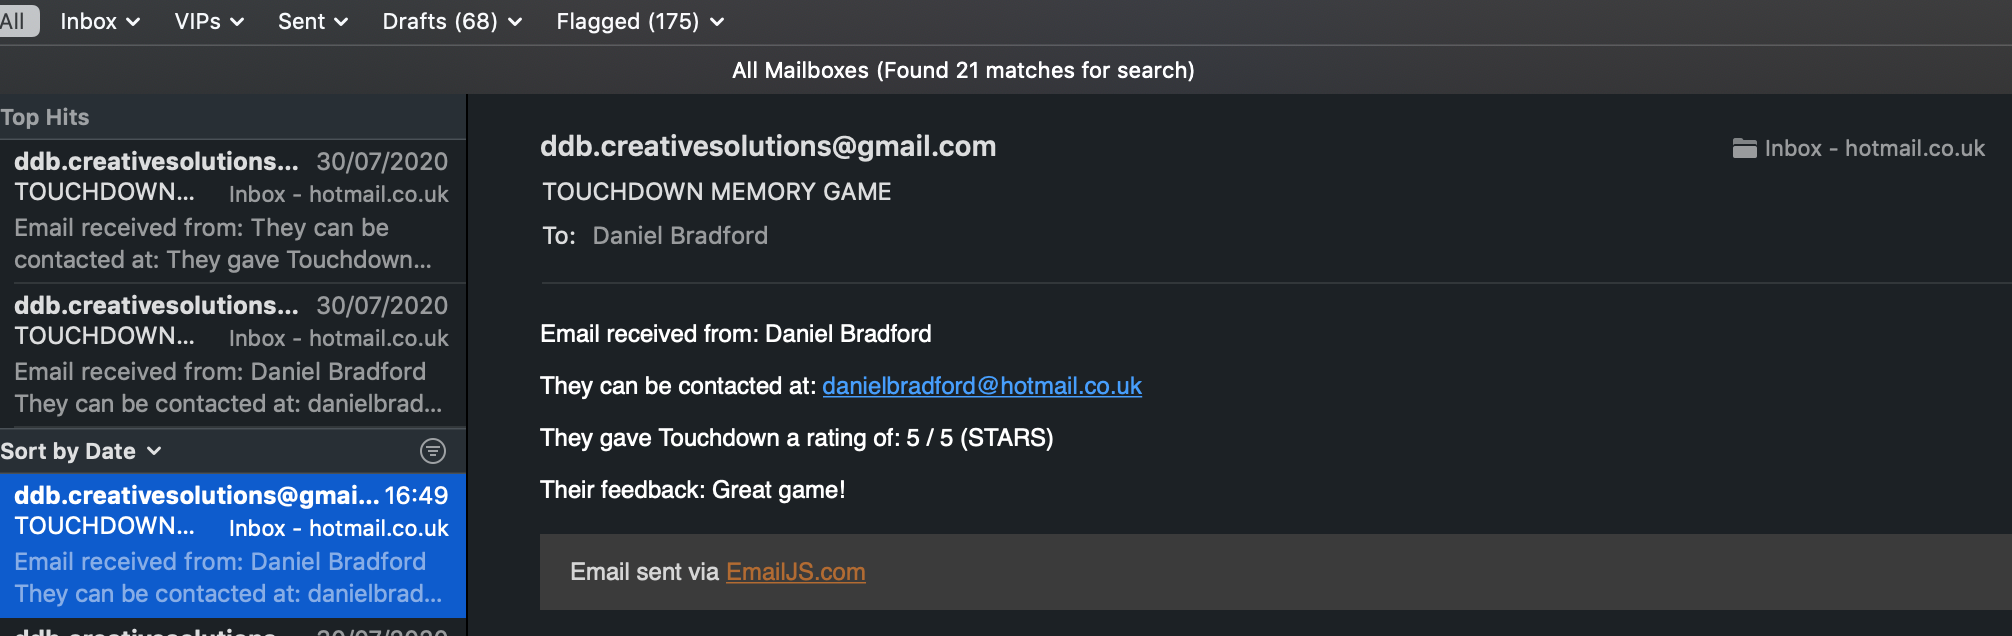 All Inbox VIPs Sent Drafts (68) Flagged (175)
All Mailboxes (Found 21 matches for search)
Top Hits
ddb.creativesolutions... 30/07/2020
TOUCHDOWN... Inbox - hotmail.co.uk
Email received from: They can be
contacted at: They gave Touchdown...
ddb.creativesolutions... 30/07/2020
TOUCHDOWN... Inbox - hotmail.co.uk
Email received from: Daniel Bradford
They can be contacted at: danielbrad...
Sort by Date
ddb.creativesolutions@gmai... 16:49
TOUCHDOWN... Inbox - hotmail.co.uk
Email received from: Daniel Bradford
They can be contacted at: danielbrad...
ddb.creativesolutions... 30/07/2020
ddb.creativesolutions@gmail.com Inbox - hotmail.co.uk
TOUCHDOWN MEMORY GAME
To: Daniel Bradford
Email received from: Daniel Bradford
They can be contacted at: danielbradford@hotmail.co.uk
They gave Touchdown a rating of: 5 / 5 (STARS)
Their feedback: Great game!
Email sent via EmailJS.com